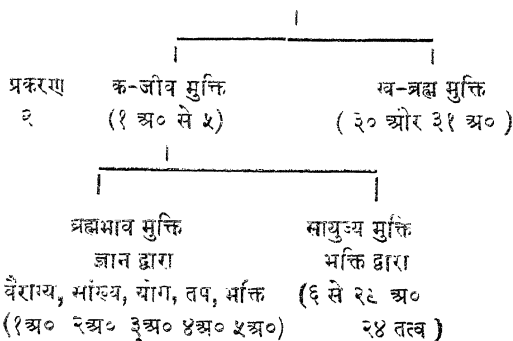 प्रकरण क-जीव मुक्ति ख-ब्रह्म मुक्ति
२ (१ अ० से ५) ( ३० और ३१ अ० )
ब्रह्मभाव मुक्ति सायुज्य मुक्ति
ज्ञान द्वारा भक्ति द्वारा
वैराग्य, सांख्य, योग, तप, भक्ति (६ से २९ अ०
(१अ० २अ० ३अ० ४अ० ५अ०) २४ तत्व )